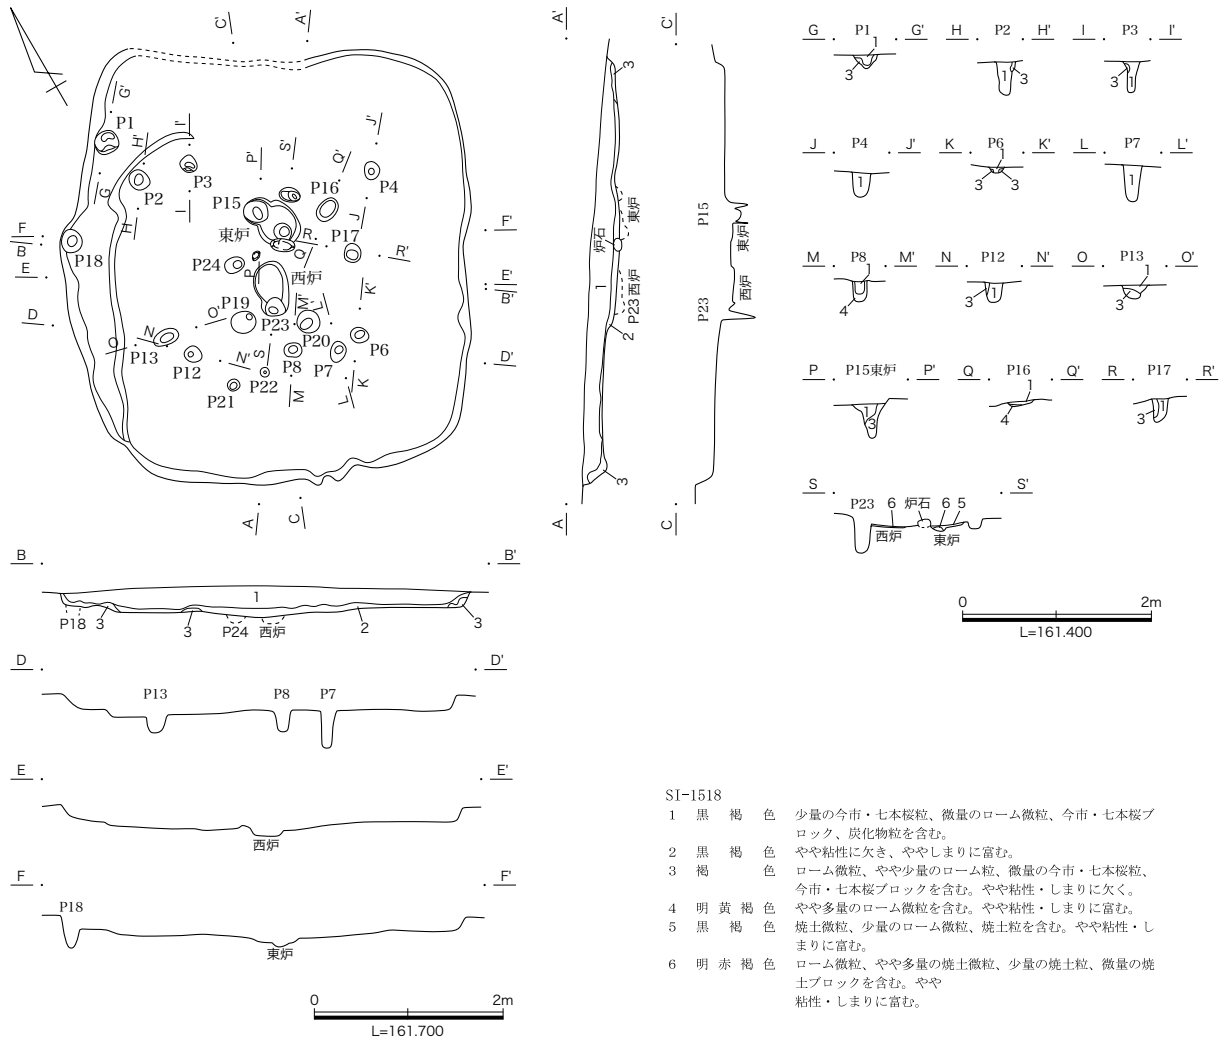 C'
A'
G'
P1
H'
I'
P3
P2
G
H
I
P'
S'
Q'
J'
P4
P16
P15
東炉
J
R
Q
P17
R'
F
B
E
D
P18
P24
P
西炉
K'
F'
E'
B'
D'
P19
O'
P23
M'
L'
P20
O
N
P13
P12
N'
S
P8
P7
P6
P21
P22
M
L
K
A
C
A'
3
東炉
炉石
1
P23 西炉
2
3
A
C'
P15
東炉
西炉
P23
C
G P1 G'
1
3
H P2 H'
1 3
I P3 I'
3 1
J P4 J'
1
K P6 K'
1
3 3
L P7 L'
1
M P8 M'
1
4
N P12 N'
3 1
O P13 O'
1
3
P P15東炉 P'
1
3
Q P16 Q'
1
4
R P17 R'
3 1
S S'
P23 6 炉石 6 5
西炉 東炉
0 2m
L=161.400
B B'
1
P18 3 3 P24 西炉 2 3
D D'
P13 P8 P7
E E'
西炉
F F'
P18
東炉
0 2m
L=161.700
SI-1518
1 黒褐色 少量の今市・七本桜粒、微量のローム微粒、今市・七本桜ブ
ロック、炭化物粒を含む。
2 黒褐色 やや粘性に欠き、ややしまりに富む。
3 褐色 ローム微粒、やや少量のローム粒、微量の今市・七本桜粒、
今市・七本桜ブロックを含む。やや粘性・しまりに欠く。
4 明黄褐色 やや多量のローム微粒を含む。やや粘性・しまりに富む。
5 黒褐色 焼土微粒、少量のローム微粒、焼土粒を含む。やや粘性・し
まりに富む。
6 明赤褐色 ローム微粒、やや多量の焼土微粒、少量の焼土粒、微量の焼
土ブロックを含む。やや
粘性・しまりに富む。